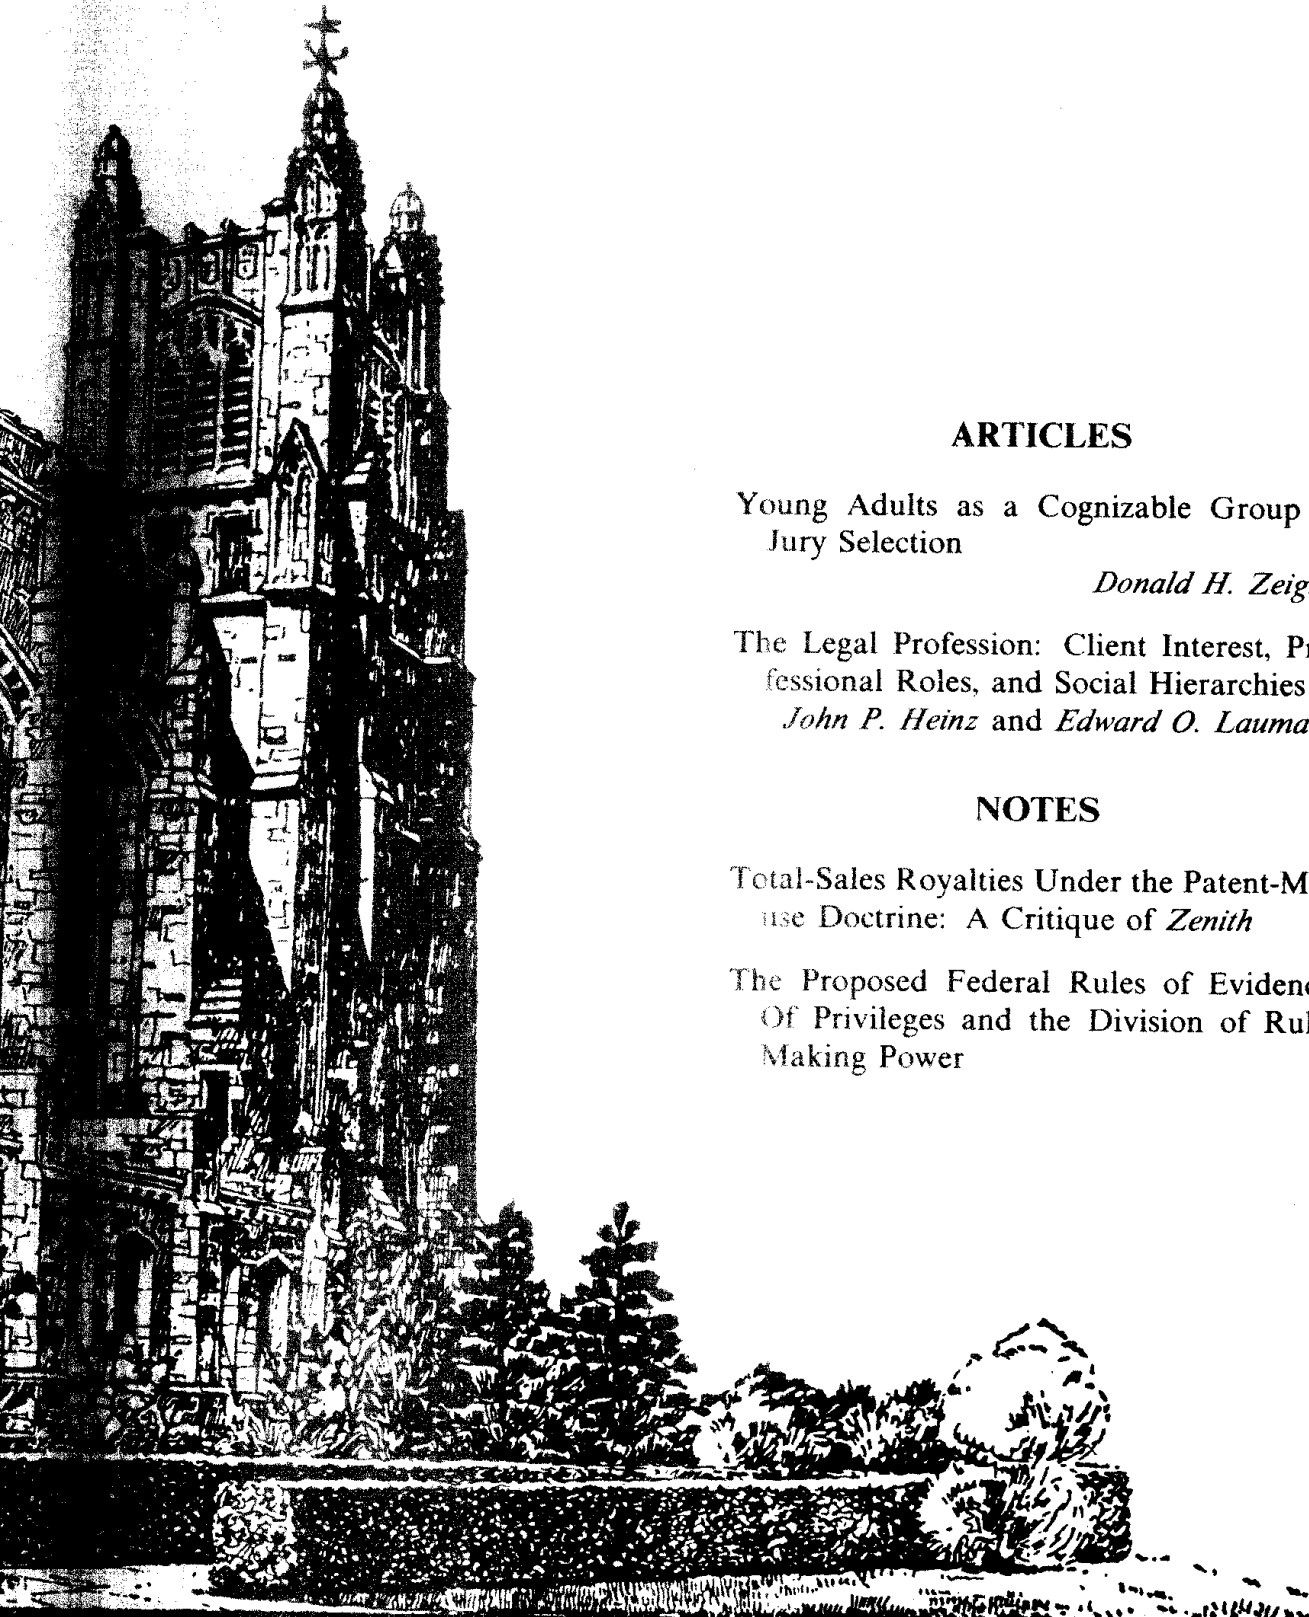 ARTICLES
Young Adults as a Cognizable Group
Jury Selection
Donald H. Zeig
The Legal Profession: Client Interest, Pr
fessional Roles, and Social Hierarchies
John P. Heinz and Edward O. Lauma
NOTES
Total-Sales Royalties Under the Patent-M
use Doctrine: A Critique of Zenith
The Proposed Federal Rules of Evidenc
Of Privileges and the Division of Rul
Making Power